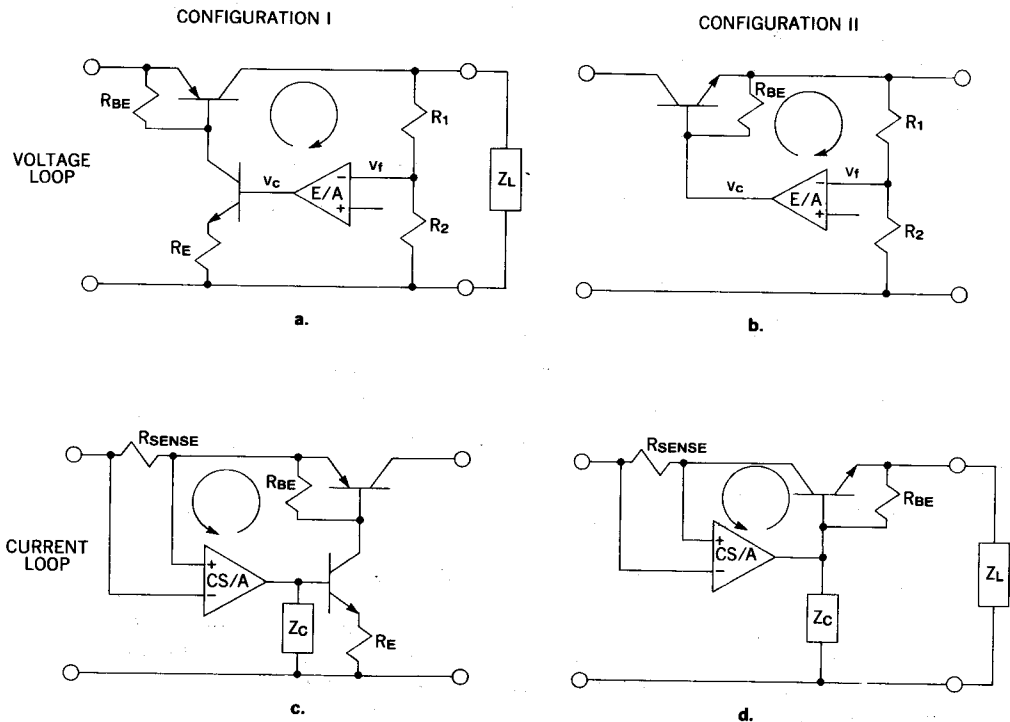 CONFIGURATION I
CONFIGURATION II
VOLTAGE
LOOP
RBE
R1
vc
E/A
−
+
vf
R2
RE
ZL
a.
RBE
R1
vc
E/A
−
+
vf
R2
b.
CURRENT
LOOP
RSENSE
RBE
+
CS/A
−
ZC
RE
c.
RSENSE
RBE
+
CS/A
−
ZC
ZL
d.